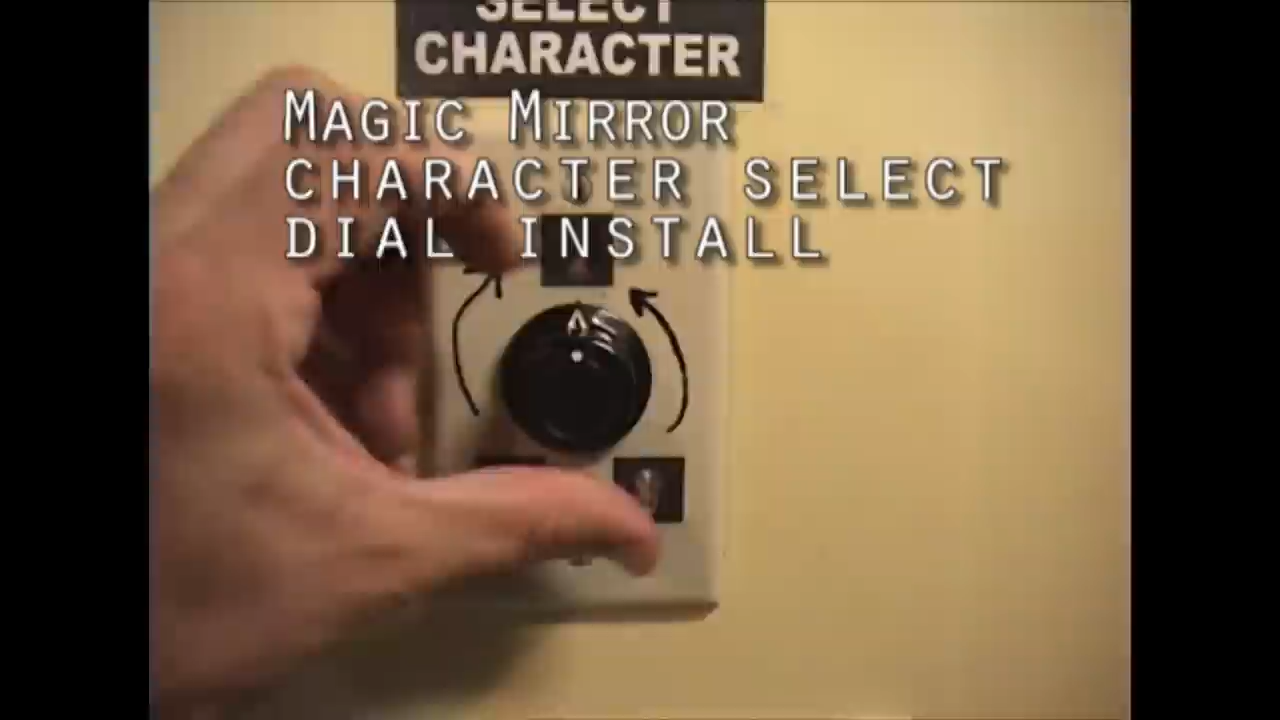 SELECT
CHARACTER
MAGIC MIRROR
CHARACTER SELECT
DIAL INSTALL